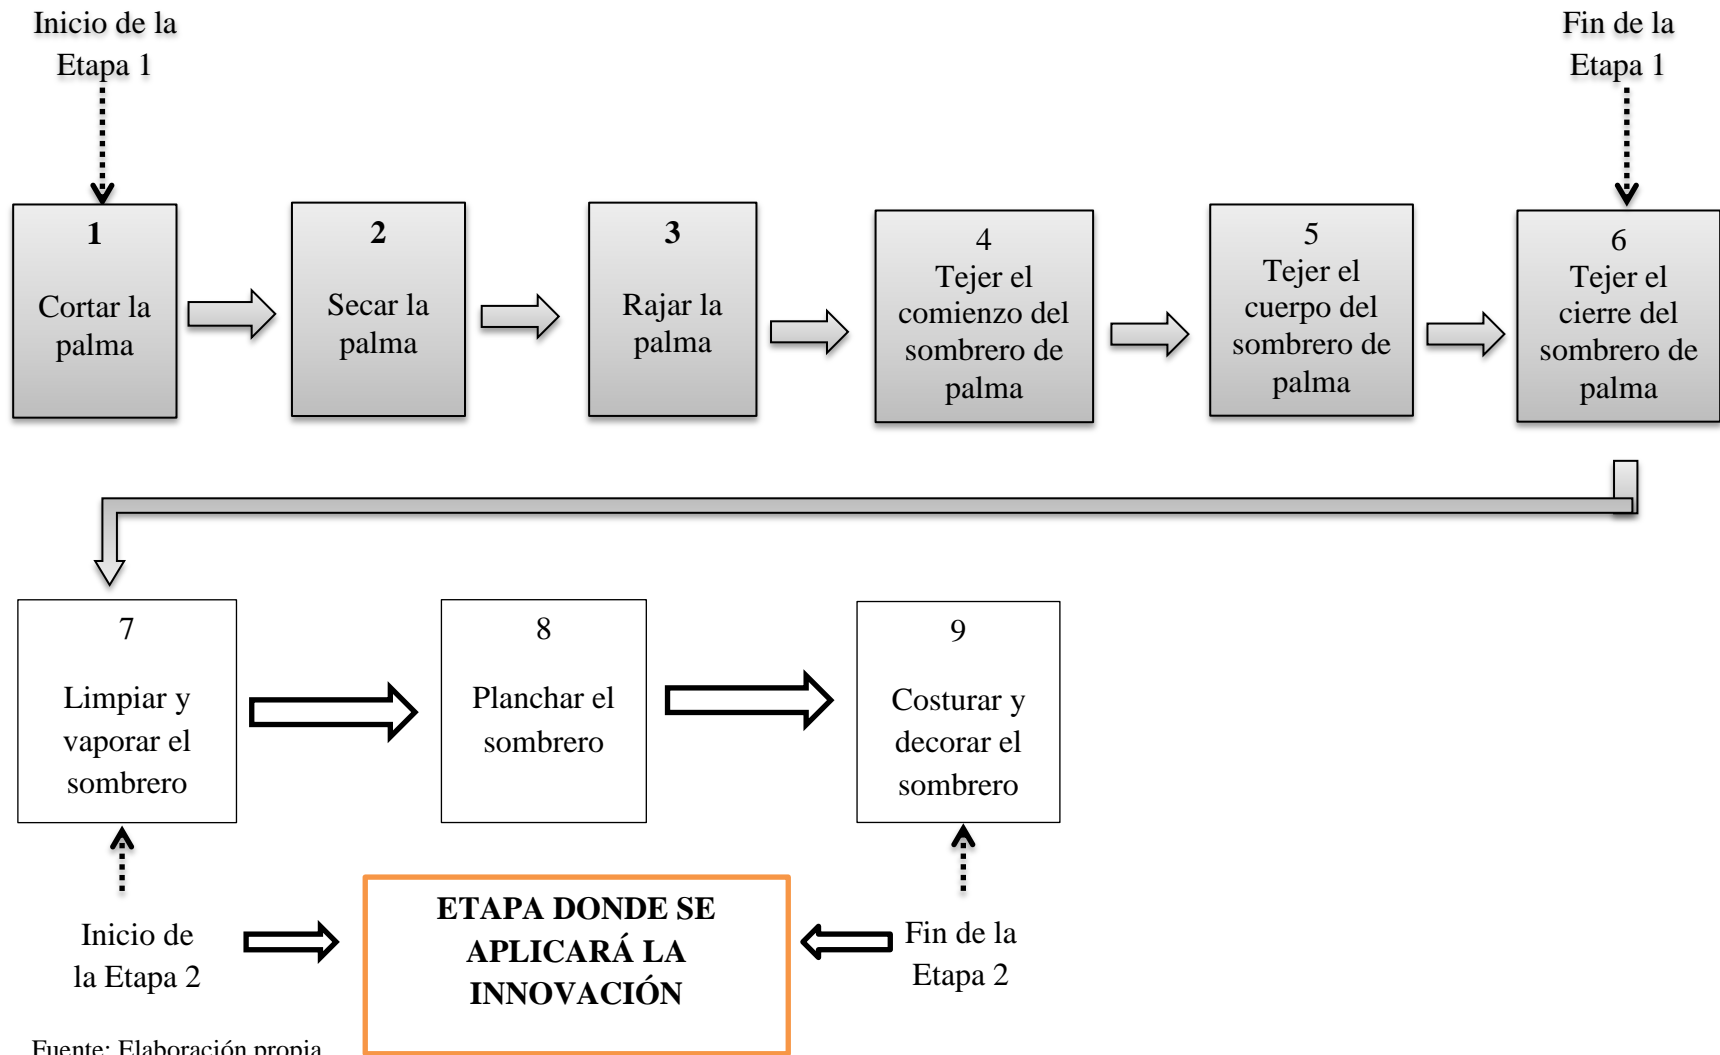 Inicio de la
Etapa 1
Fin de la
Etapa 1
1
Cortar la
palma
2
Secar la
palma
3
Rajar la
palma
4
Tejer el
comienzo del
sombrero de
palma
5
Tejer el
cuerpo del
sombrero de
palma
6
Tejer el
cierre del
sombrero de
palma
7
Limpiar y
vaporar el
sombrero
8
Planchar el
sombrero
9
Costurar y
decorar el
sombrero
Inicio de
la Etapa 2
ETAPA DONDE SE
APLICARÁ LA
INNOVACIÓN
Fin de la
Etapa 2
Fuente: Elaboración propia